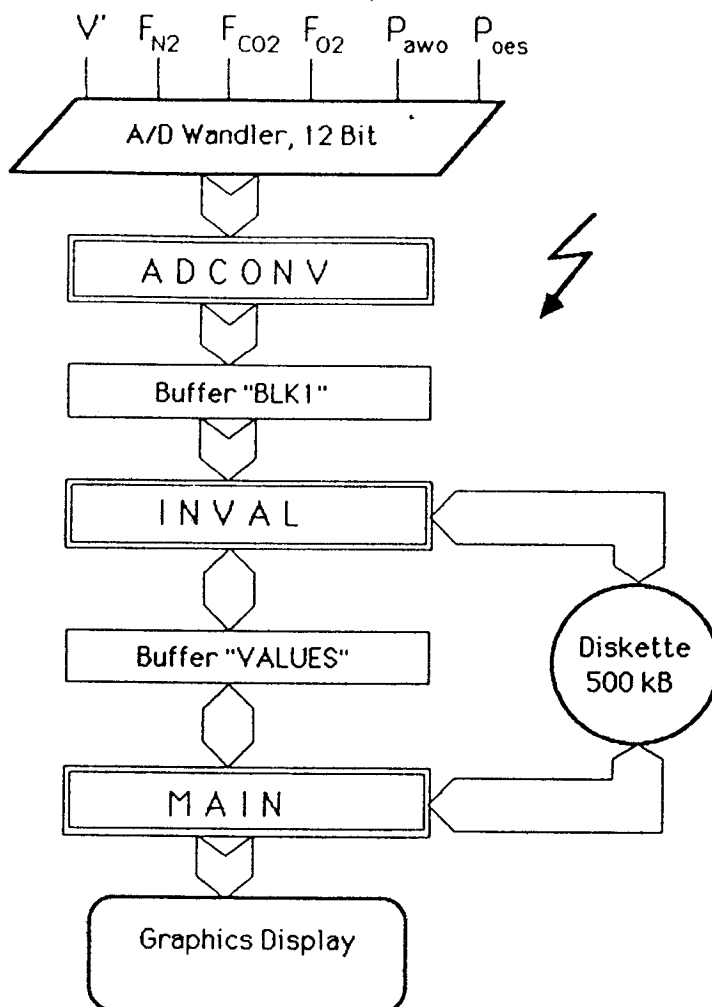 V' F_N2 F_CO2 F_O2 P_awo P_oes
A/D Wandler, 12 Bit
ADCONV
Buffer "BLK1"
INVAL
Buffer "VALUES"
Diskette
500 kB
MAIN
Graphics Display